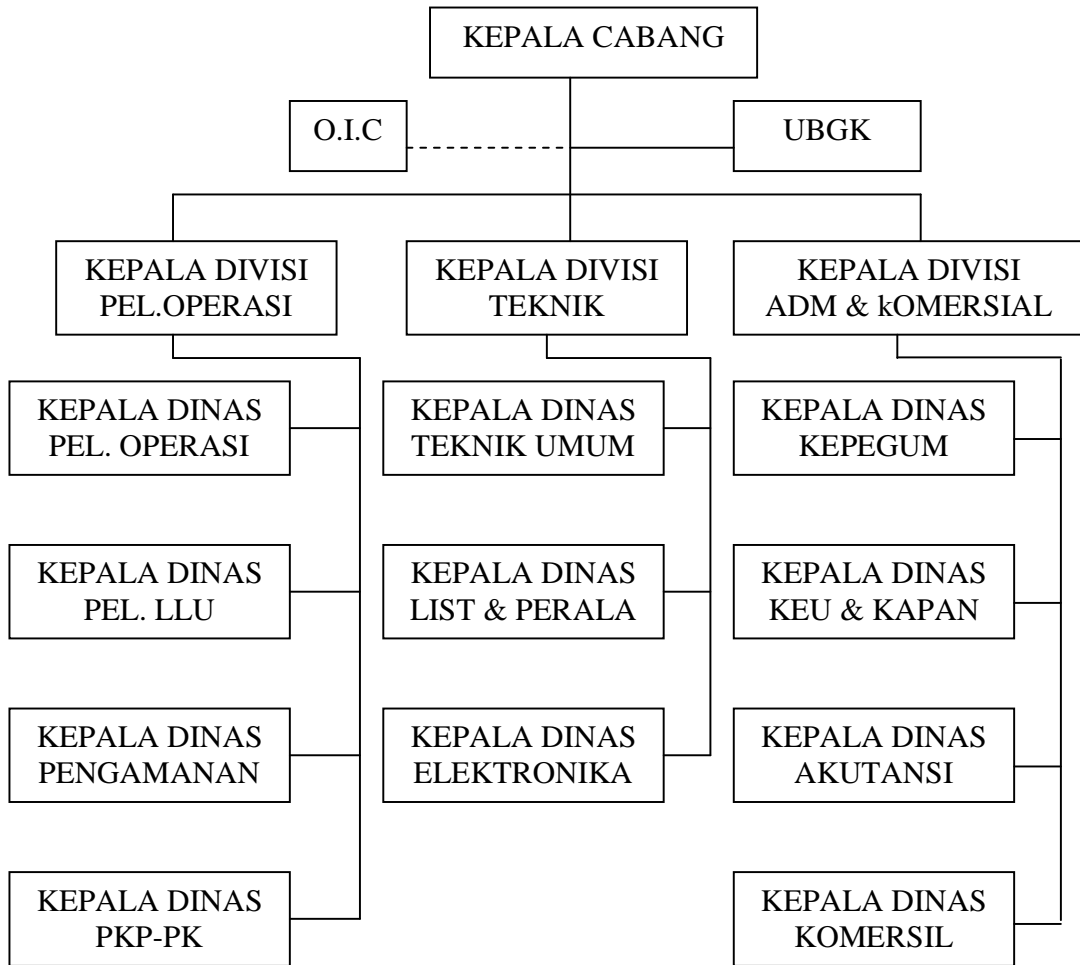 KEPALA CABANG
O.I.C
UBGK
KEPALA DIVISI
PEL.OPERASI
KEPALA DIVISI
TEKNIK
KEPALA DIVISI
ADM & kOMERSIAL
KEPALA DINAS
PEL. OPERASI
KEPALA DINAS
TEKNIK UMUM
KEPALA DINAS
KEPEGUM
KEPALA DINAS
PEL. LLU
KEPALA DINAS
LIST & PERALA
KEPALA DINAS
KEU & KAPAN
KEPALA DINAS
PENGAMANAN
KEPALA DINAS
ELEKTRONIKA
KEPALA DINAS
AKUTANSI
KEPALA DINAS
PKP-PK
KEPALA DINAS
KOMERSIL